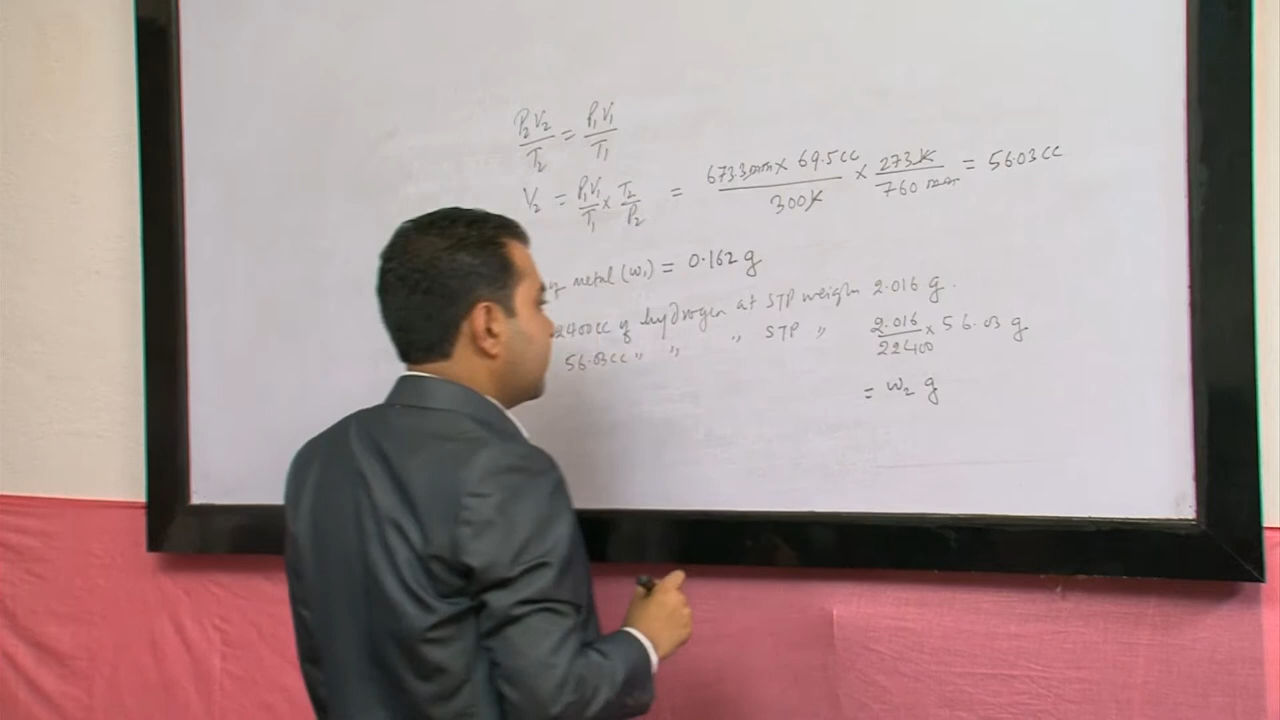 P₂V₂/T₂ = P₁V₁/T₁
V₂ = P₁V₁/T₁ × T₂/P₂ = 673.3mm × 69.5cc/300K × 273K/760mm = 56.03cc
metal (w₁) = 0.162 g
2400cc of hydrogen at STP weighs 2.016 g.
56.03cc " " " STP " 2.016/22400 × 56.03 g
= w₂ g